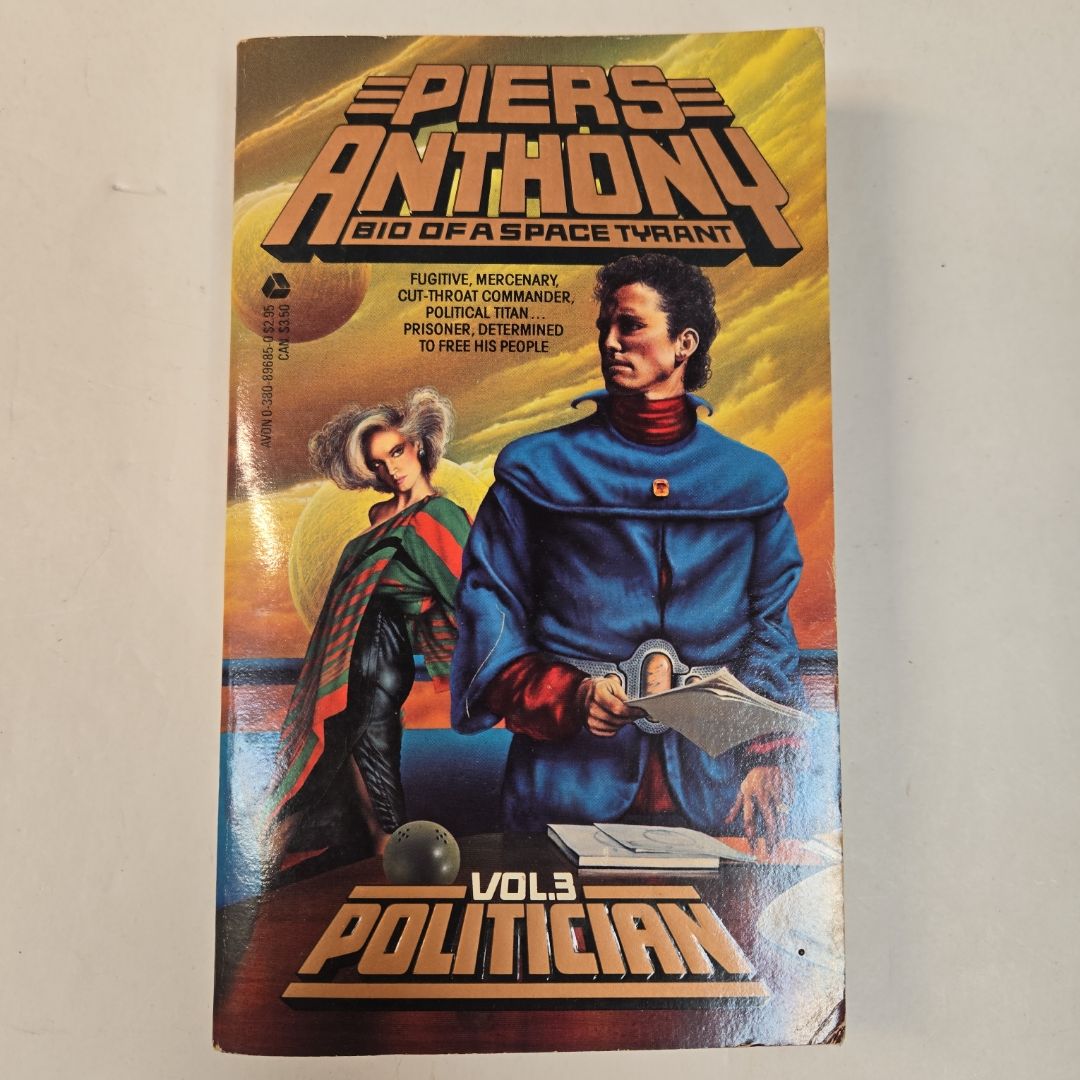 PIERS
ANTHONY
BIO OF A SPACE TYRANT
FUGITIVE, MERCENARY,
CUT-THROAT COMMANDER,
POLITICAL TITAN...
PRISONER, DETERMINED
TO FREE HIS PEOPLE
AVON 0-380-89685-0 $2.95
CAN $3.50
VOL.3
POLITICIAN